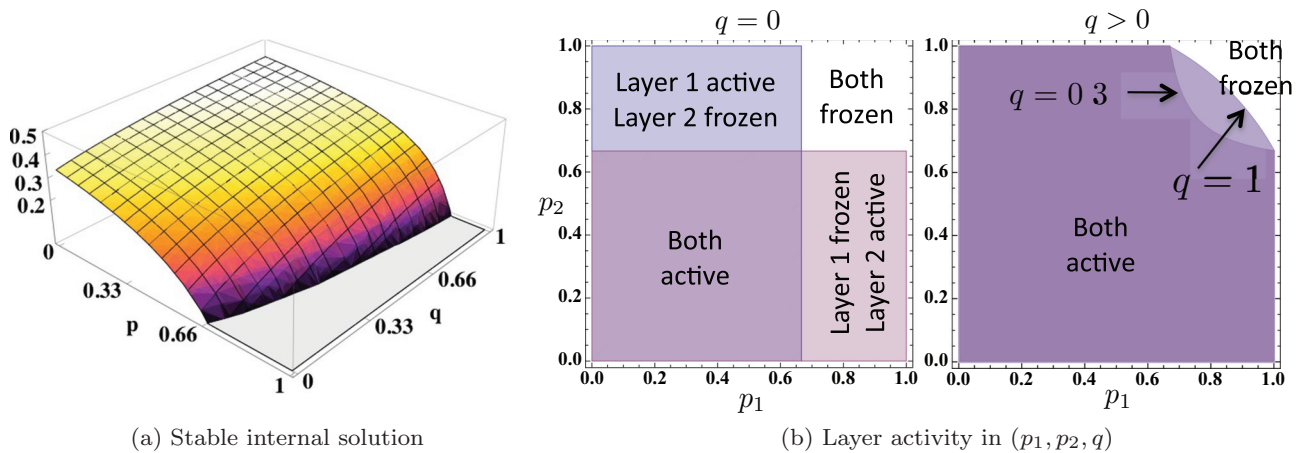 0.5
0.4
0.3
0.2
0
0.33
p
0.66
1
0
0.33
q
0.66
1
(a) Stable internal solution
q = 0
1.0
0.8
0.6
p2
0.4
0.2
0.0
Layer 1 active
Layer 2 frozen
Both
frozen
Both
active
Layer 1 frozen
Layer 2 active
0.0 0.2 0.4 0.6 0.8 1.0
p1
q > 0
1.0
0.8
0.6
0.4
0.2
0.0
Both
frozen
q = 0 3
q = 1
Both
active
0.0 0.2 0.4 0.6 0.8 1.0
p1
(b) Layer activity in (p1, p2, q)